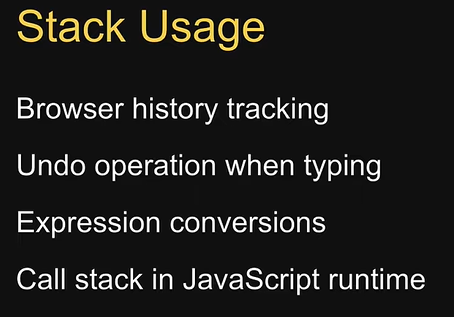 Stack Usage
Browser history tracking
Undo operation when typing
Expression conversions
Call stack in JavaScript runtime